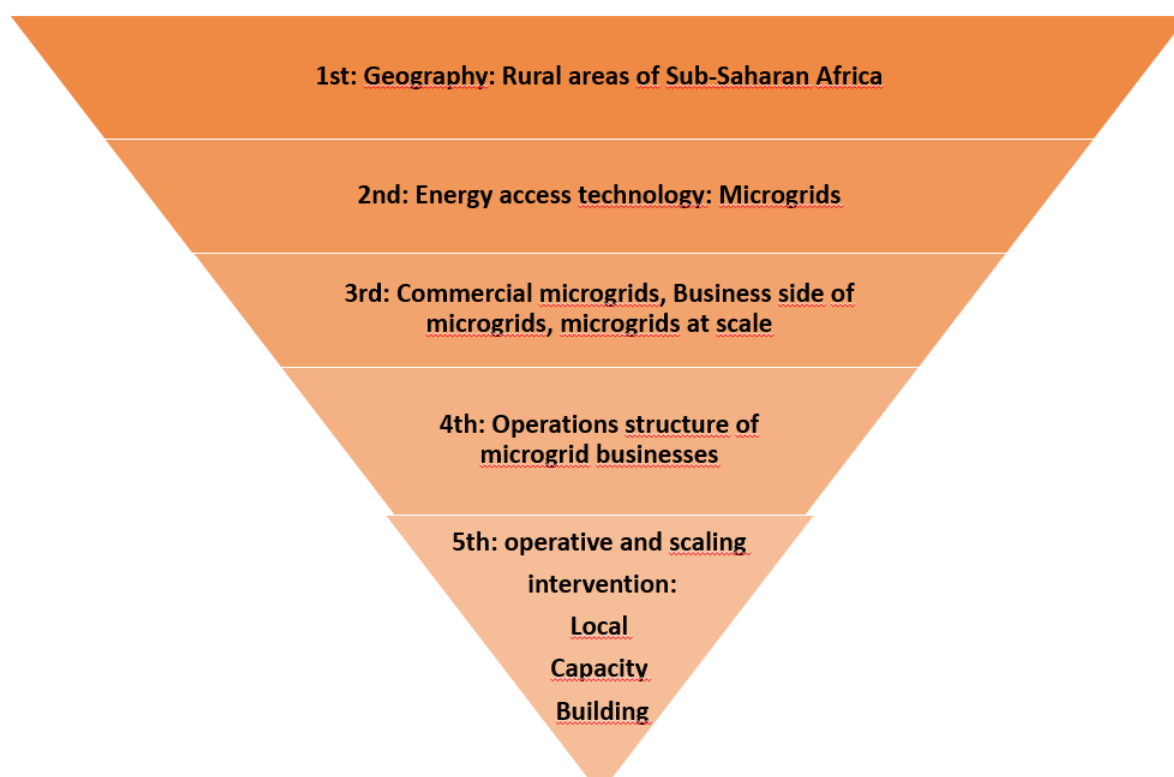 1st: Geography: Rural areas of Sub-Saharan Africa
2nd: Energy access technology: Microgrids
3rd: Commercial microgrids, Business side of
microgrids, microgrids at scale
4th: Operations structure of
microgrid businesses
5th: operative and scaling
intervention:
Local
Capacity
Building